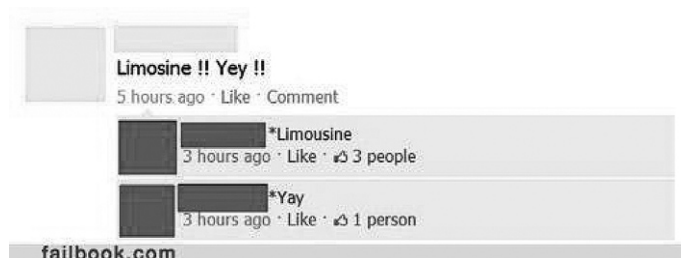 Limosine !! Yey !!
5 hours ago · Like · Comment
*Limousine
3 hours ago · Like · 3 people
*Yay
3 hours ago · Like · 1 person
failbook.com